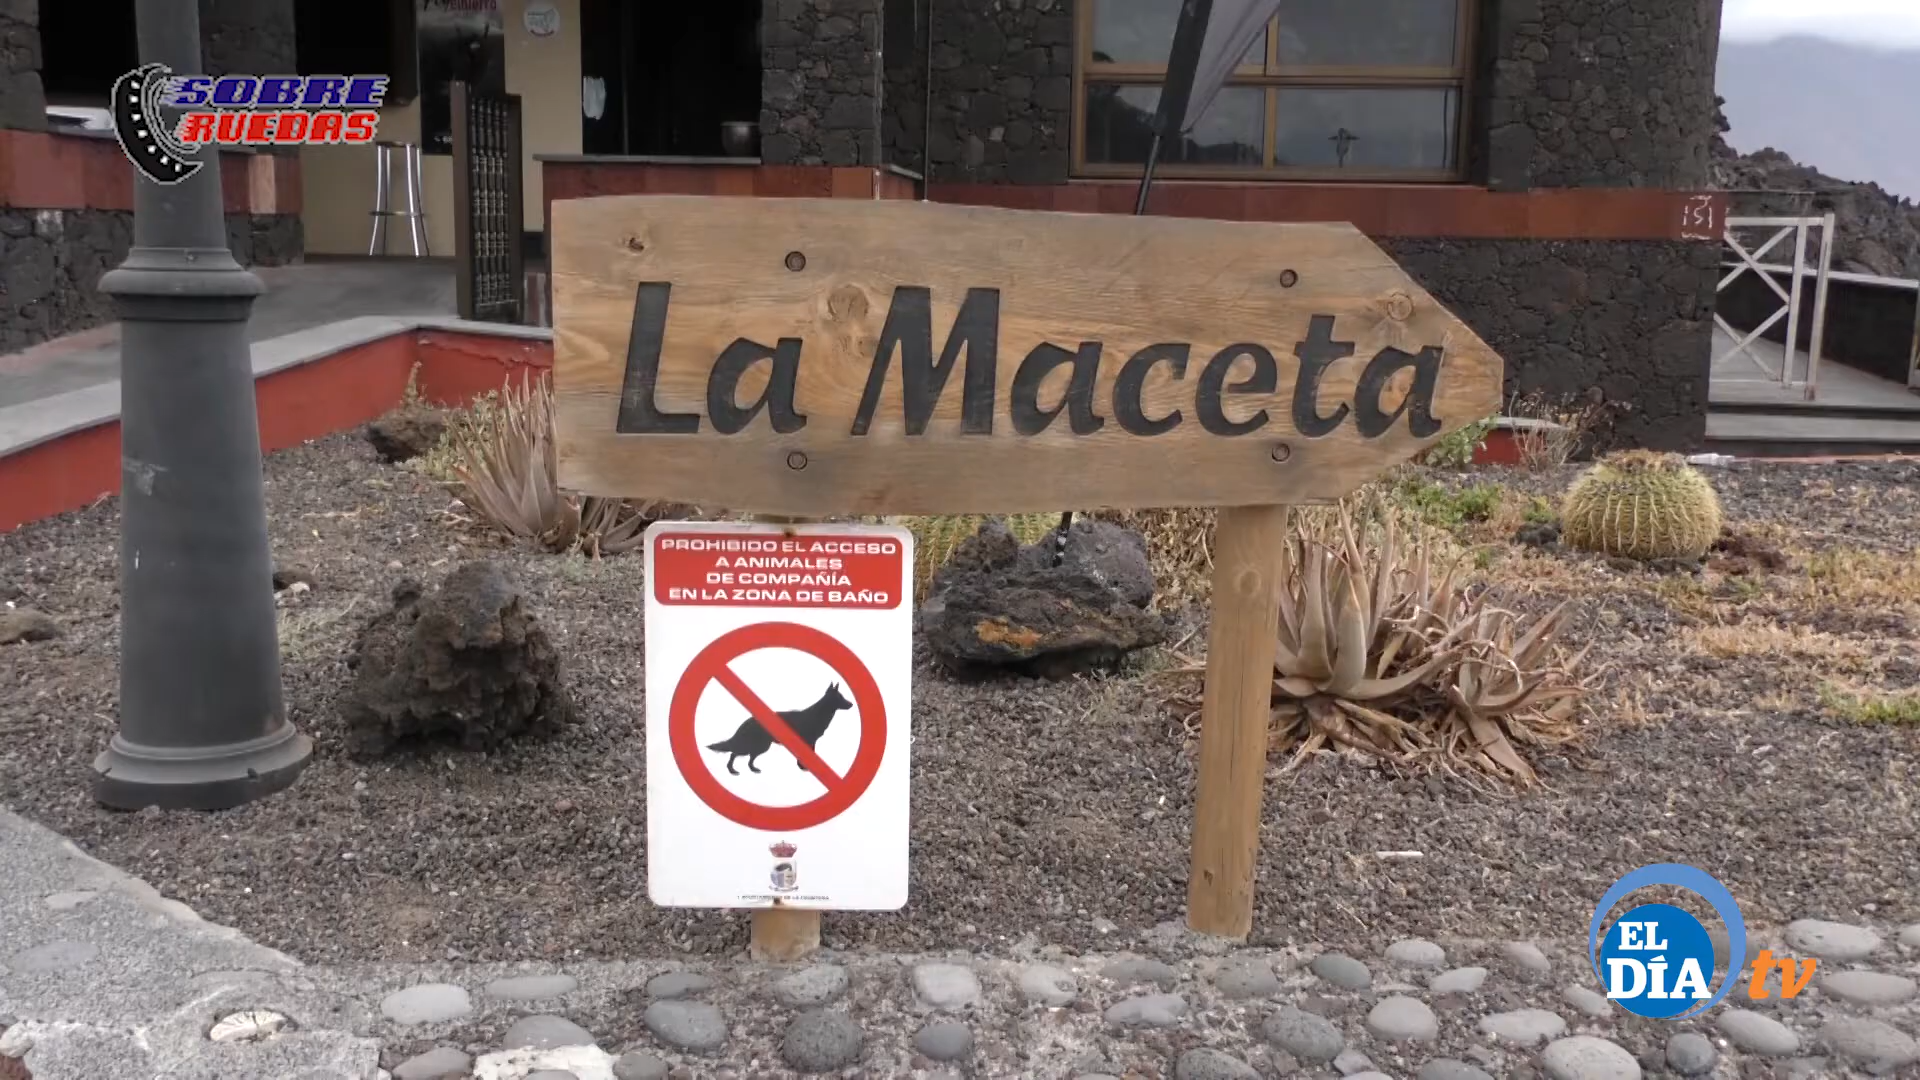 SOBRE
RUEDAS
La Maceta
PROHIBIDO EL ACCESO
A ANIMALES
DE COMPAÑÍA
EN LA ZONA DE BAÑO
EL
DÍA tv